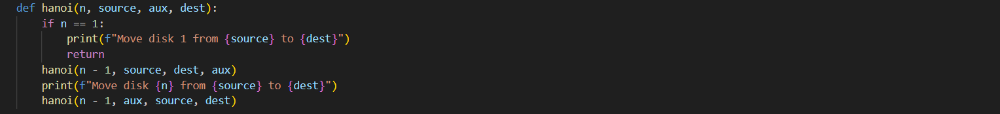 def hanoi(n, source, aux, dest):
    if n == 1:
        print(f"Move disk 1 from {source} to {dest}")
        return
    hanoi(n - 1, source, dest, aux)
    print(f"Move disk {n} from {source} to {dest}")
    hanoi(n - 1, aux, source, dest)